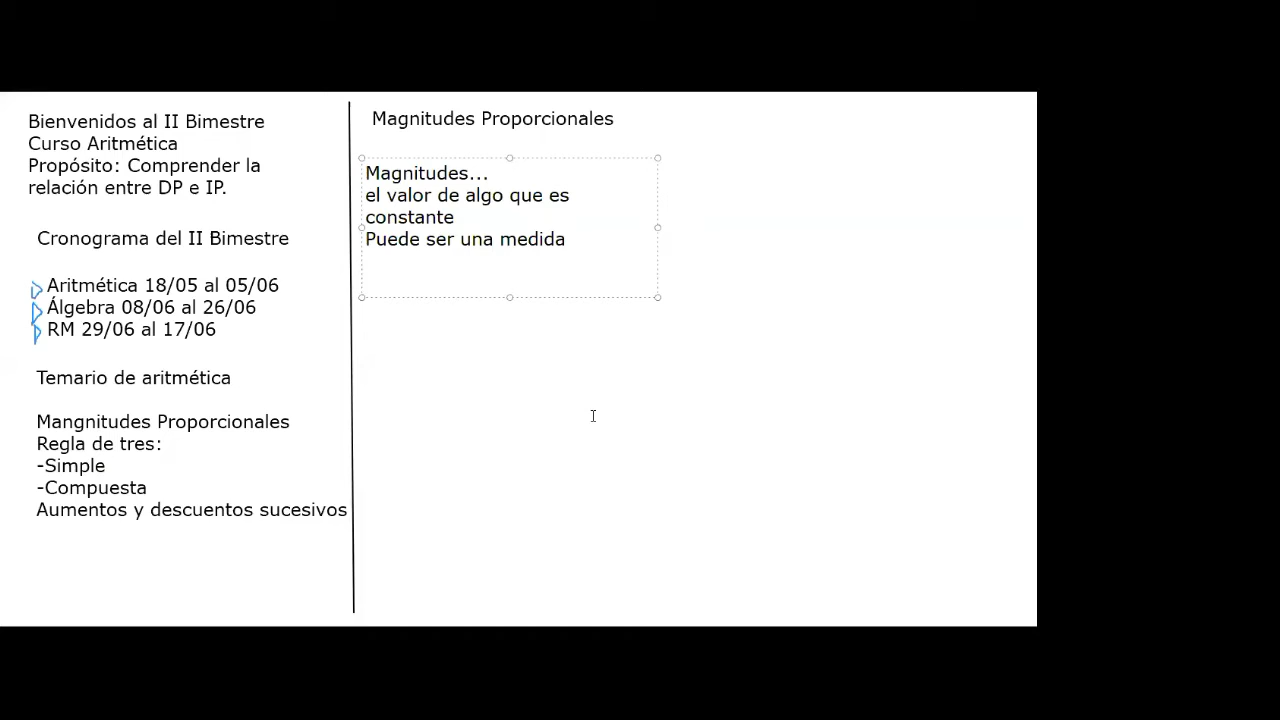 Bienvenidos al II Bimestre
Curso Aritmética
Propósito: Comprender la
relación entre DP e IP.
Cronograma del II Bimestre
Aritmética 18/05 al 05/06
Álgebra 08/06 al 26/06
RM 29/06 al 17/06
Temario de aritmética
Mangnitudes Proporcionales
Regla de tres:
-Simple
-Compuesta
Aumentos y descuentos sucesivos
Magnitudes Proporcionales
Magnitudes...
el valor de algo que es
constante
Puede ser una medida